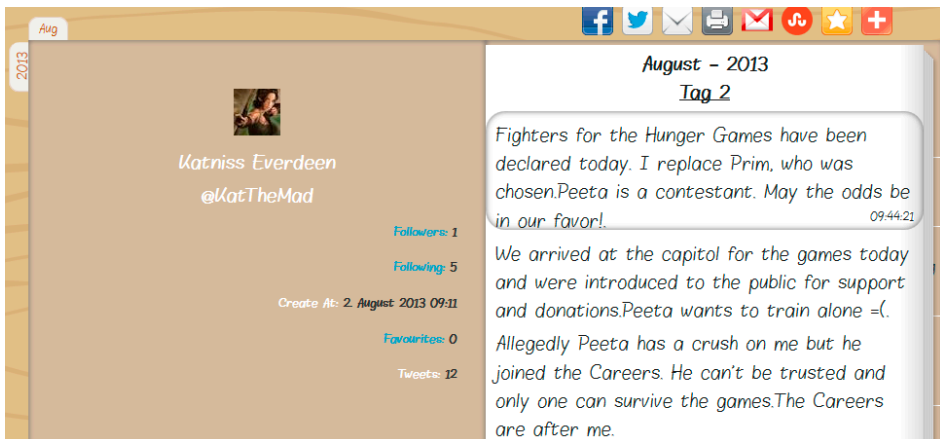 Aug
2013
Katniss Everdeen
@KatTheMad
Followers: 1
Following: 5
Create At: 2. August 2013 09:11
Favourites: 0
Tweets: 12
August - 2013
Tag 2
Fighters for the Hunger Games have been
declared today. I replace Prim, who was
chosen.Peeta is a contestant. May the odds be
in our favor!.
09:44:21
We arrived at the capitol for the games today
and were introduced to the public for support
and donations.Peeta wants to train alone =(.
Allegedly Peeta has a crush on me but he
joined the Careers. He can't be trusted and
only one can survive the games.The Careers
are after me.